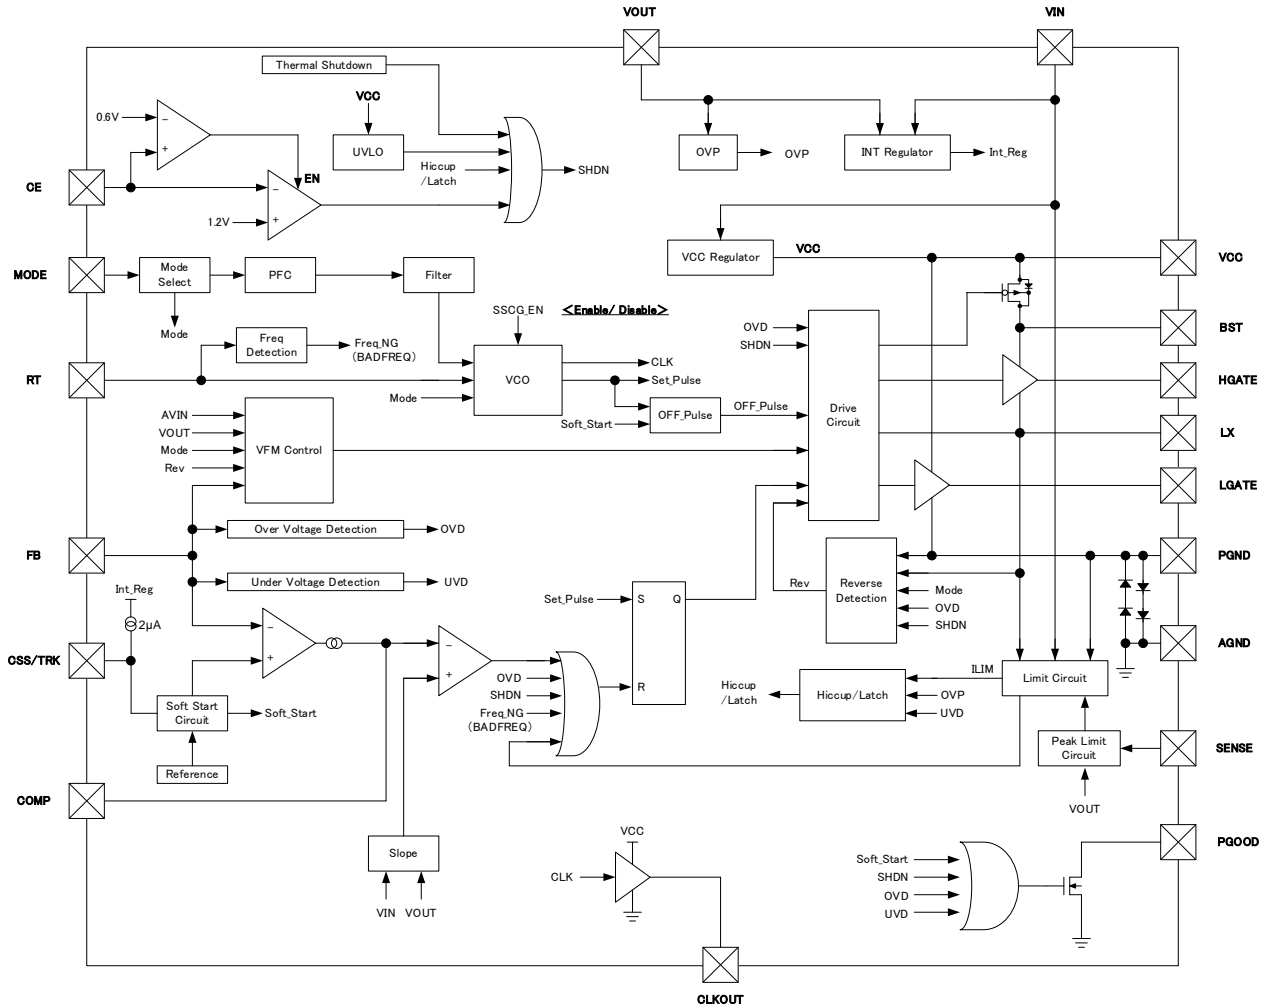 VOUT
VIN
Thermal Shutdown
VCC
0.6V
−
+
UVLO
Hiccup
/Latch
SHDN
OVP
OVP
INT Regulator
Int_Reg
CE
EN
−
+
1.2V
VCC Regulator
VCC
VCC
MODE
Mode
Select
PFC
Filter
Mode
SSCG_EN
<Enable/ Disable>
Freq
Detection
Freq_NG
(BADFREQ)
OVD
SHDN
BST
RT
VCO
CLK
Set_Pulse
Mode
Soft_Start
OFF_Pulse
OFF_Pulse
Drive
Circuit
HGATE
AVIN
VOUT
Mode
Rev
VFM Control
LX
LGATE
Over Voltage Detection
OVD
FB
PGND
Under Voltage Detection
UVD
Int_Reg
2μA
Set_Pulse
S
Q
R
Rev
Reverse
Detection
Mode
OVD
SHDN
−
+
−
+
CSS/TRK
AGND
OVD
SHDN
Freq_NG
(BADFREQ)
Soft Start
Circuit
Soft_Start
Reference
Hiccup
/Latch
Hiccup/Latch
ILIM
OVP
UVD
Limit Circuit
Peak Limit
Circuit
SENSE
VOUT
COMP
Slope
VIN
VOUT
VCC
CLK
Soft_Start
SHDN
OVD
UVD
PGOOD
CLKOUT